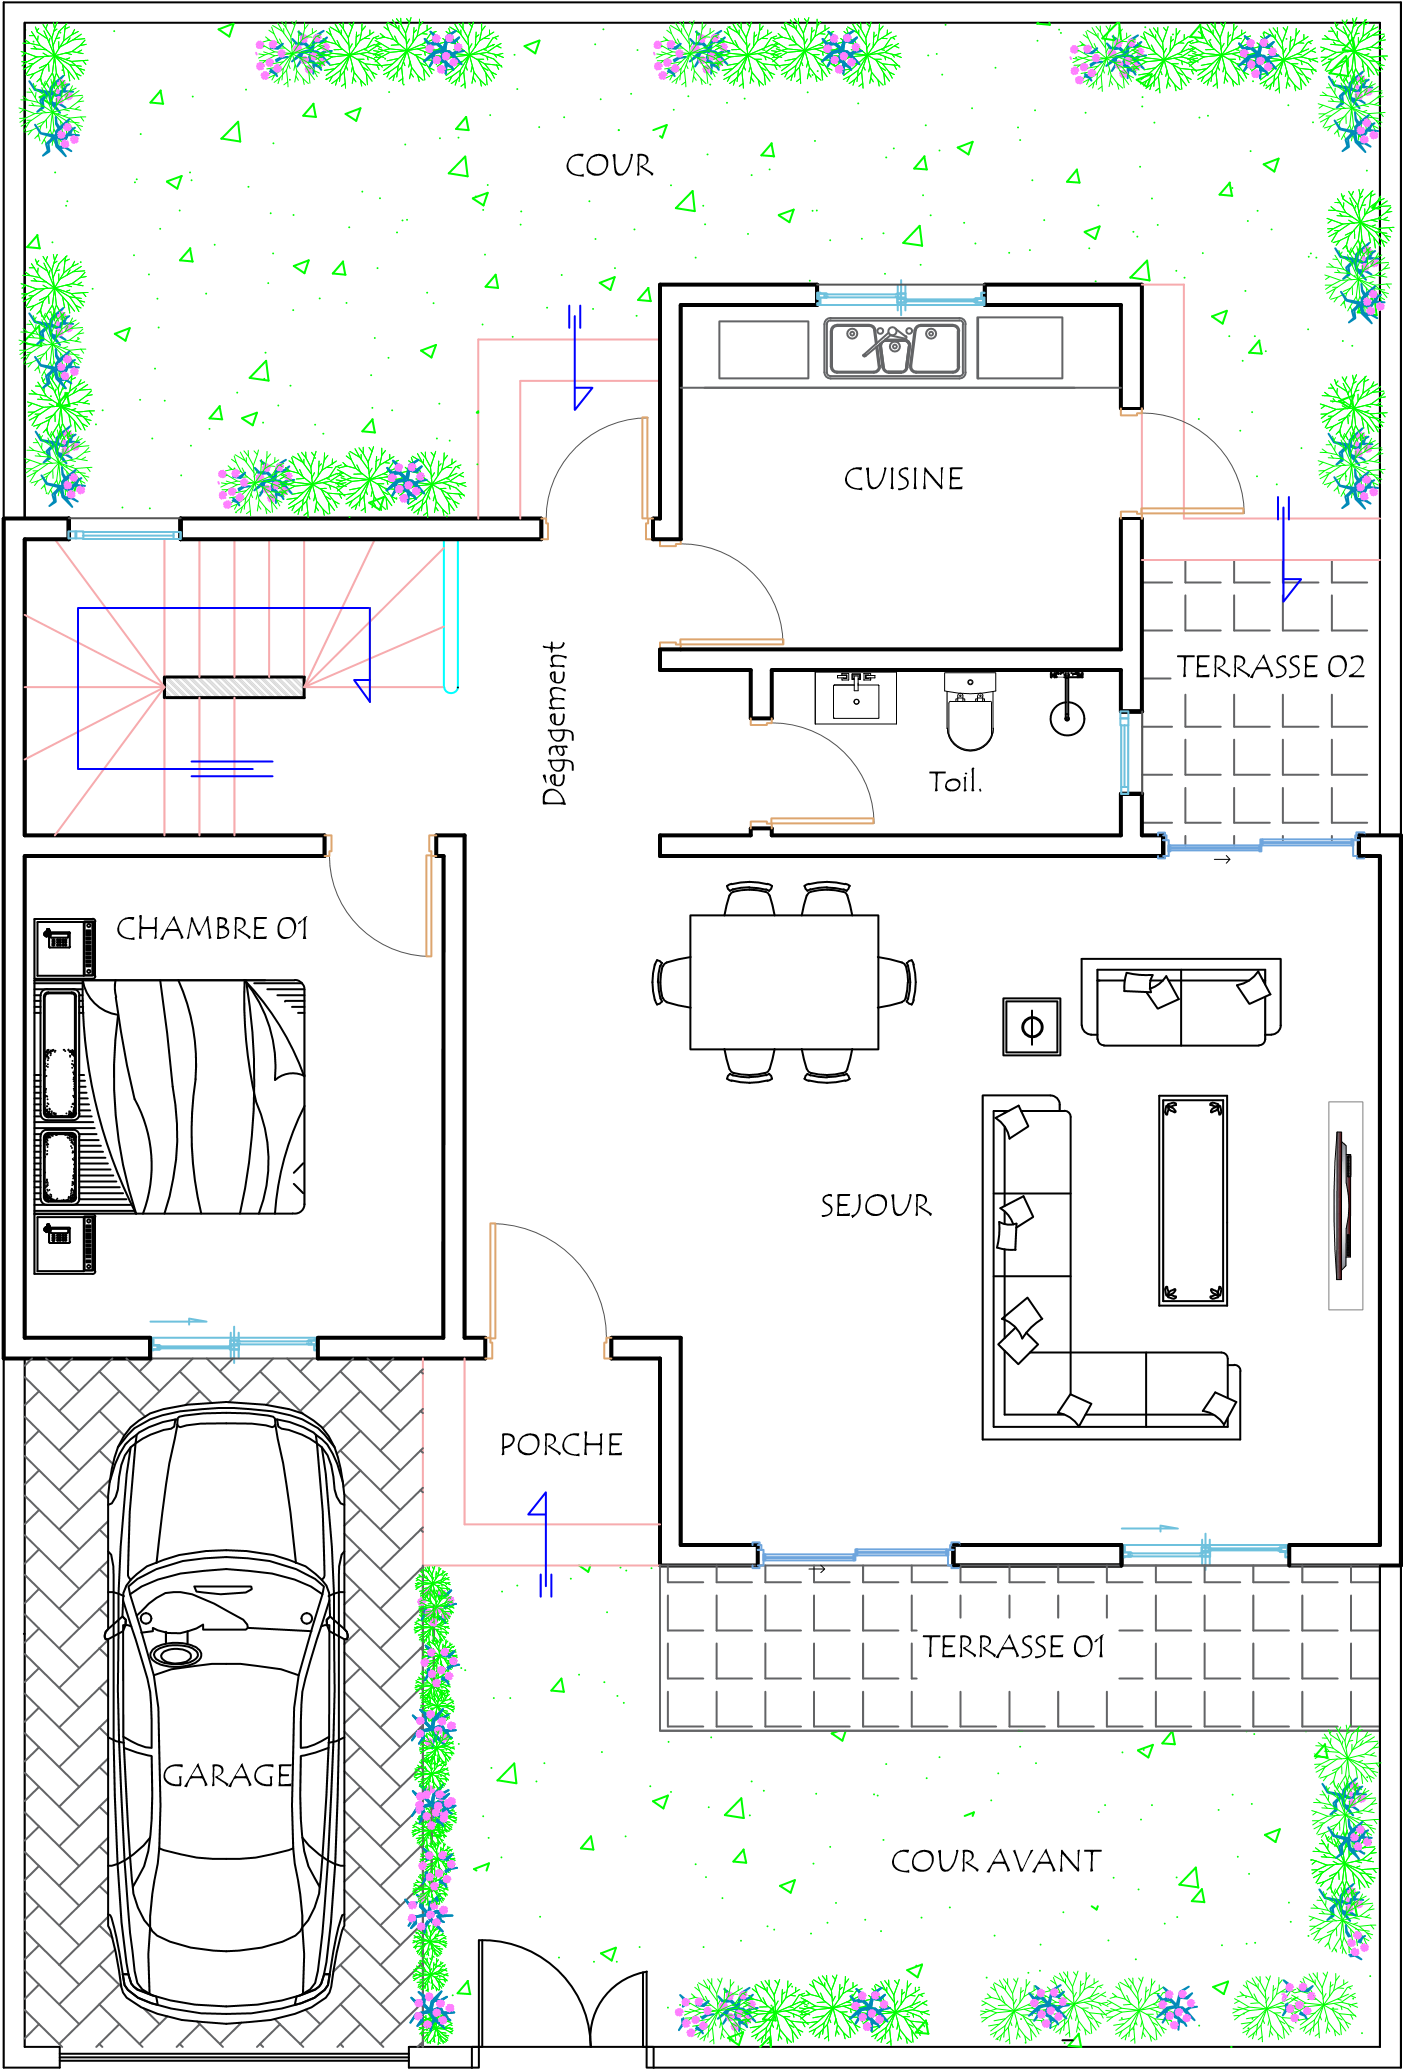 COUR
CUISINE
TERRASSE 02
Dégagement
Toil.
CHAMBRE 01
SEJOUR
PORCHE
TERRASSE 01
GARAGE
COUR AVANT